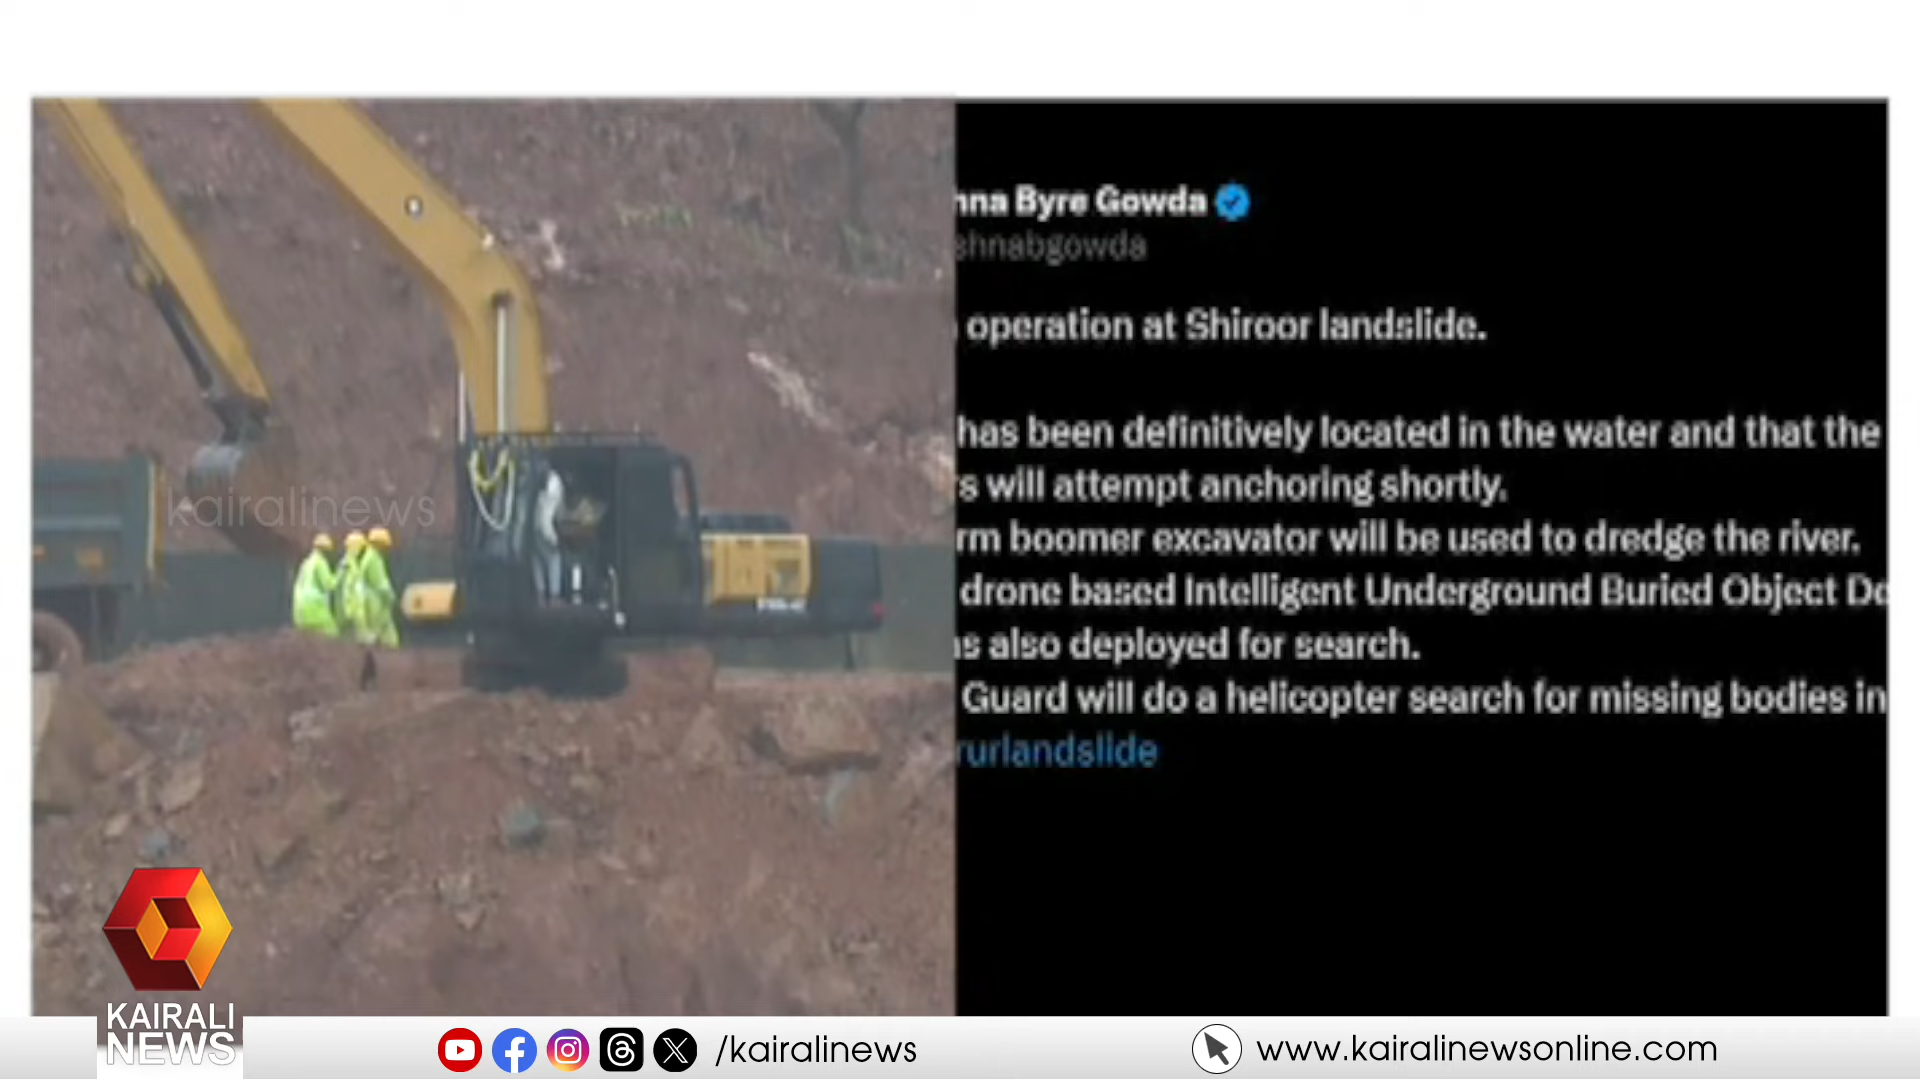 nna Byre Gowda
shnabgowda
operation at Shiroor landslide.
has been definitively located in the water and that the
s will attempt anchoring shortly.
rm boomer excavator will be used to dredge the river.
drone based Intelligent Underground Buried Object De
s also deployed for search.
Guard will do a helicopter search for missing bodies in
rurlandslide
kairalinews
KAIRALI
NEWS
/kairalinews
www.kairalinewsonline.com